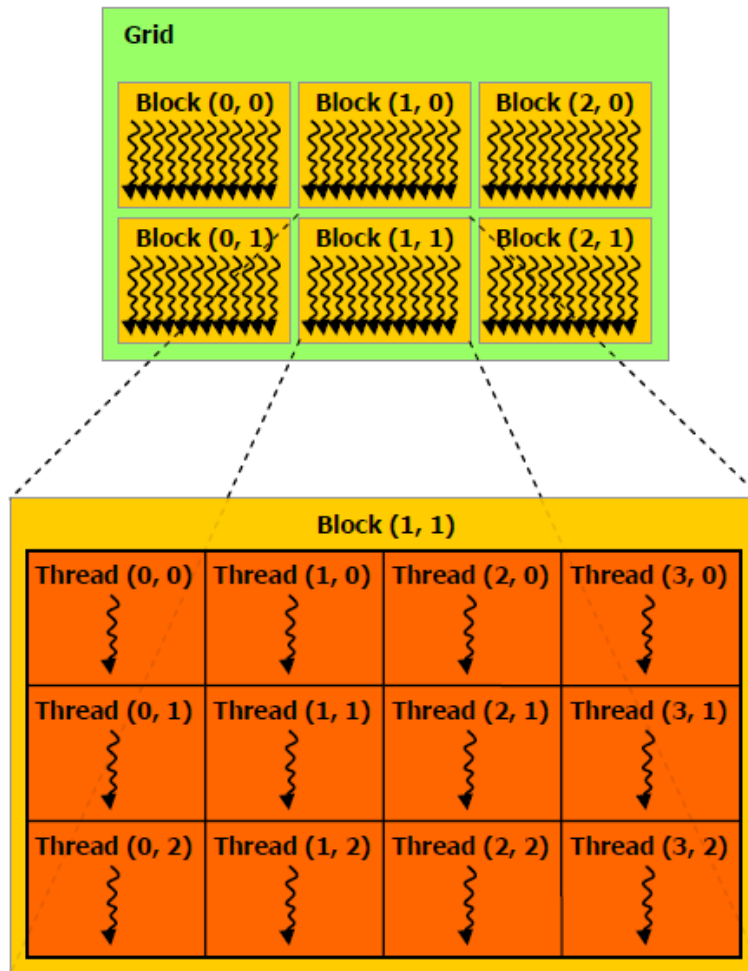 Grid
Block (0, 0) Block (1, 0) Block (2, 0)
Block (0, 1) Block (1, 1) Block (2, 1)
Block (1, 1)
Thread (0, 0) Thread (1, 0) Thread (2, 0) Thread (3, 0)
Thread (0, 1) Thread (1, 1) Thread (2, 1) Thread (3, 1)
Thread (0, 2) Thread (1, 2) Thread (2, 2) Thread (3, 2)